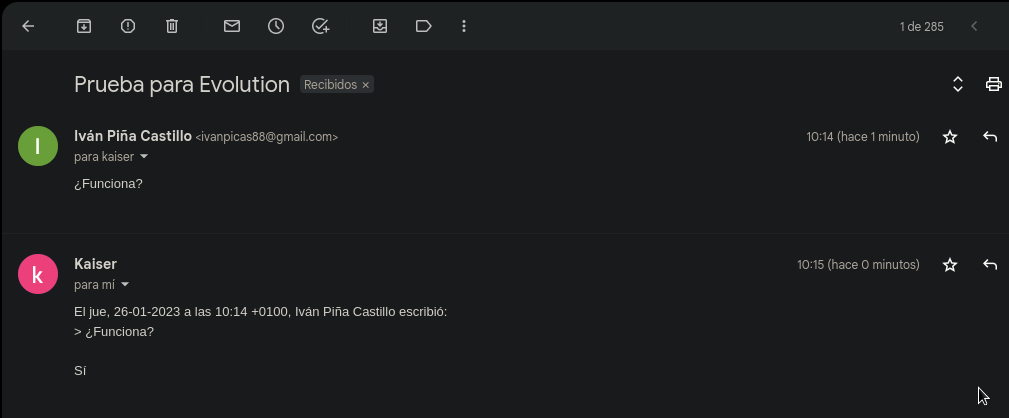 1 de 285
Prueba para Evolution Recibidos ×
I
Iván Piña Castillo <ivanpicas88@gmail.com> 10:14 (hace 1 minuto)
para kaiser
¿Funciona?
k
Kaiser 10:15 (hace 0 minutos)
para mí
El jue, 26-01-2023 a las 10:14 +0100, Iván Piña Castillo escribió:
> ¿Funciona?
Sí